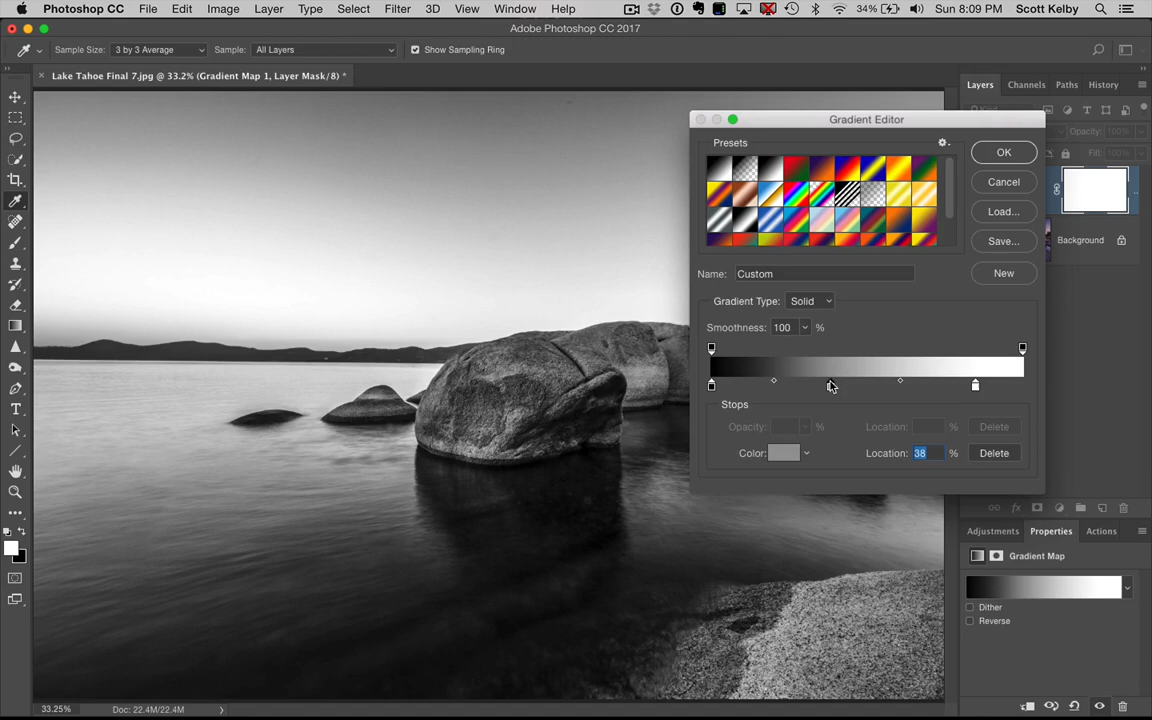 Photoshop CC File Edit Image Layer Type Select Filter 3D View Window Help 34% Sun 8:09 PM Scott Kelby
Adobe Photoshop CC 2017
Sample Size: 3 by 3 Average Sample: All Layers Show Sampling Ring
× Lake Tahoe Final 7.jpg @ 33.2% (Gradient Map 1, Layer Mask/8) *
Layers Channels Paths History
Gradient Editor
Opacity: 100%
Presets
OK
Fill: 100%
Cancel
Load...
Save...
Background
Name: Custom
New
Gradient Type: Solid
Smoothness: 100 %
Stops
Opacity: % Location: % Delete
Color: Location: 38 % Delete
Adjustments Properties Actions
Gradient Map
Dither
Reverse
33.25% Doc: 22.4M/22.4M